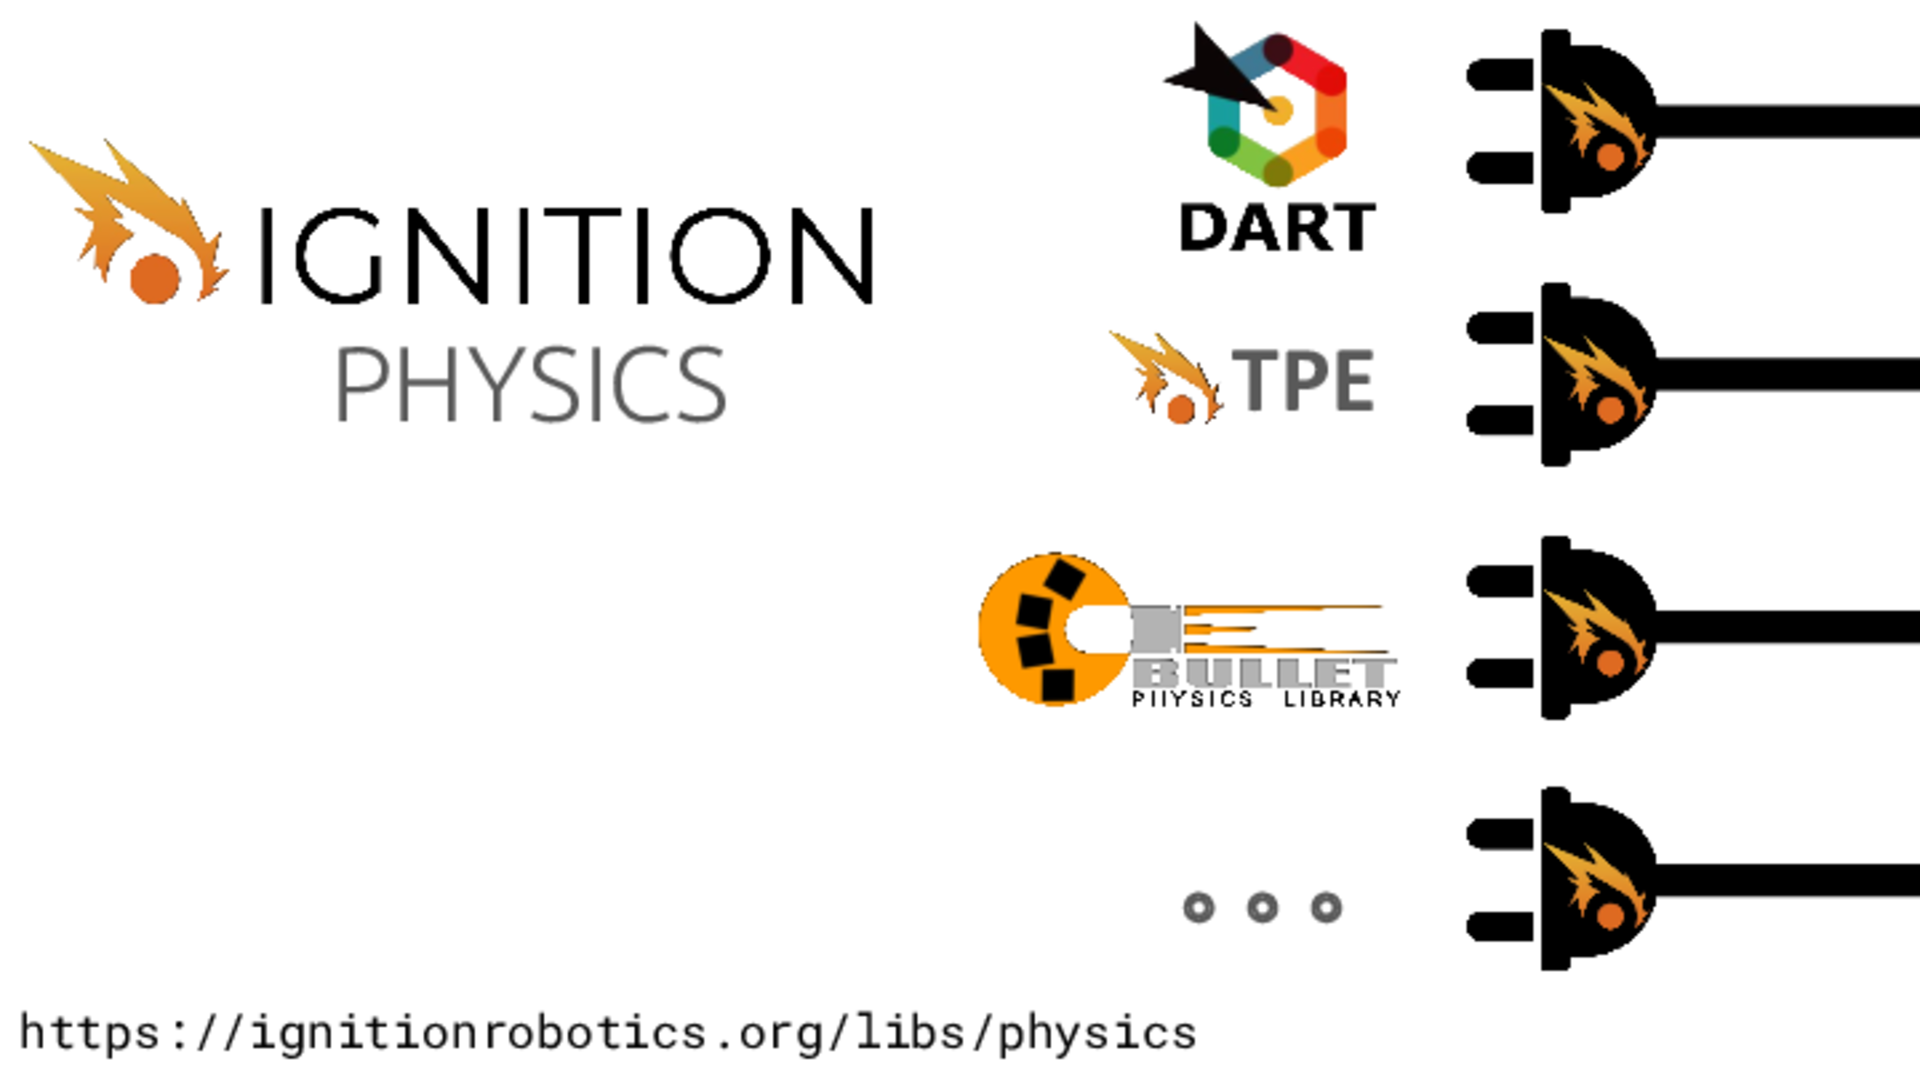 IGNITION
PHYSICS
DART
TPE
BULLET
PHYSICS LIBRARY
https://ignitionrobotics.org/libs/physics